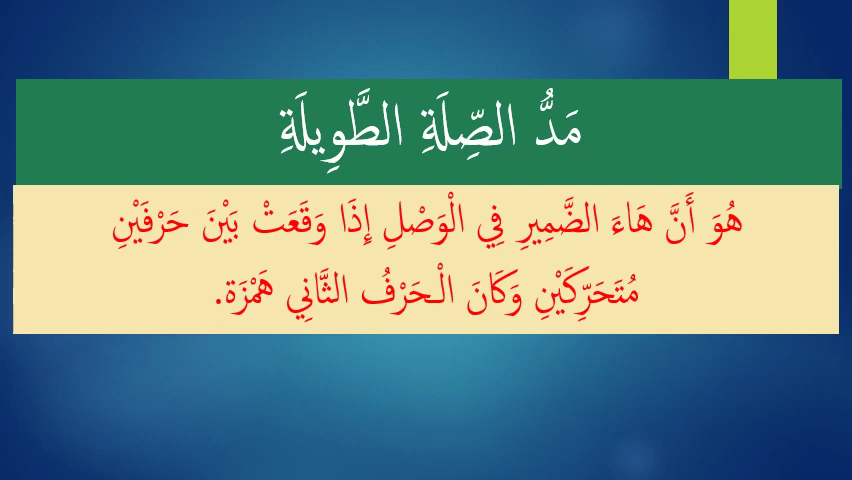 مَدُّ الصِّلَةِ الطَّوِيلَةِ
هُوَ أَنَّ هَاءَ الضَّمِيرِ فِي الْوَصْلِ إِذَا وَقَعَتْ بَيْنَ حَرْفَيْنِ
مُتَحَرِّكَيْنِ وَكَانَ الْحَرْفُ الثَّانِي هَمْزَة.